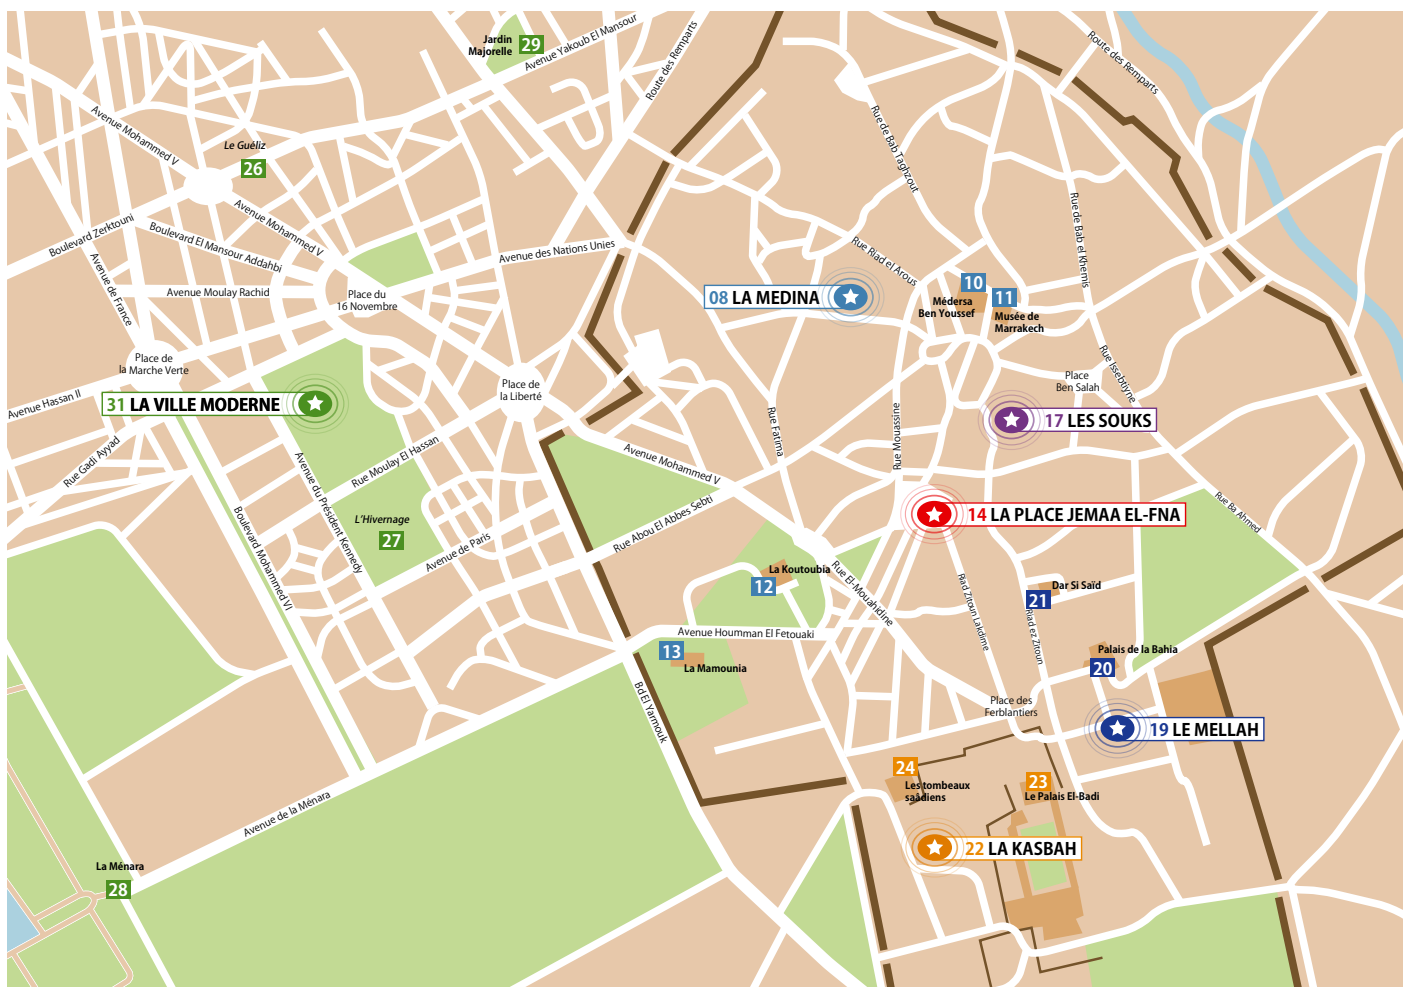 Jardin
Majorelle
29
Avenue Yakoub El Mansour
Route des Remparts
Route des Remparts
Avenue Mohammed V
Le Guéliz
26
Rue de Bab Taghzout
Boulevard Zerktouni
Boulevard El Mansour Addahbi
Avenue Mohammed V
Avenue des Nations Unies
Rue Riad el Arous
Rue de Bab el Khemis
Avenue de France
Avenue Moulay Rachid
Place du
16 Novembre
08 LA MEDINA
10
Médersa
Ben Youssef
11
Musée de
Marrakech
Place de
la Marche Verte
Place de
la Liberté
Place
Ben Salah
Rue Issebtiyne
Avenue Hassan II
31 LA VILLE MODERNE
Rue Fatima
Rue Mouassine
17 LES SOUKS
Rue Gadi Ayyad
Avenue du Président Kennedy
Rue Moulay El Hassan
Avenue Mohammed V
Rue Abou El Abbes Sebti
14 LA PLACE JEMAA EL-FNA
Rue Ba Ahmed
Boulevard Mohammed VI
L'Hivernage
27
Avenue de Paris
La Koutoubia
12
Rue El-Mouahidine
Riad Zitoun Lakdime
Dar Si Saïd
21
Riad ez Zitoun
Avenue Houmman El Fetouaki
13
La Mamounia
Palais de la Bahia
20
Bd El Yarmouk
Place des
Ferblantiers
19 LE MELLAH
24
Les tombeaux
saâdiens
23
Le Palais El-Badi
Avenue de la Ménara
22 LA KASBAH
La Ménara
28